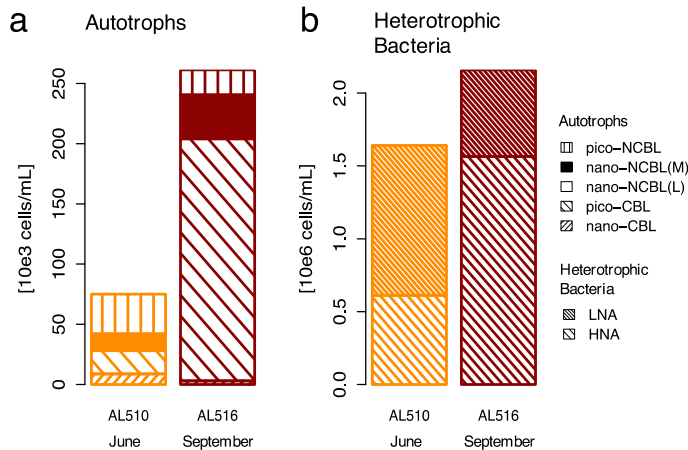 a
Autotrophs
[10e3 cells/mL]
250
200
150
100
50
0
AL510
AL516
June
September
b
Heterotrophic
Bacteria
[10e6 cells/mL]
2.0
1.5
1.0
0.5
0.0
AL510
AL516
June
September
Autotrophs
pico−NCBL
nano−NCBL(M)
nano−NCBL(L)
pico−CBL
nano−CBL
Heterotrophic
Bacteria
LNA
HNA